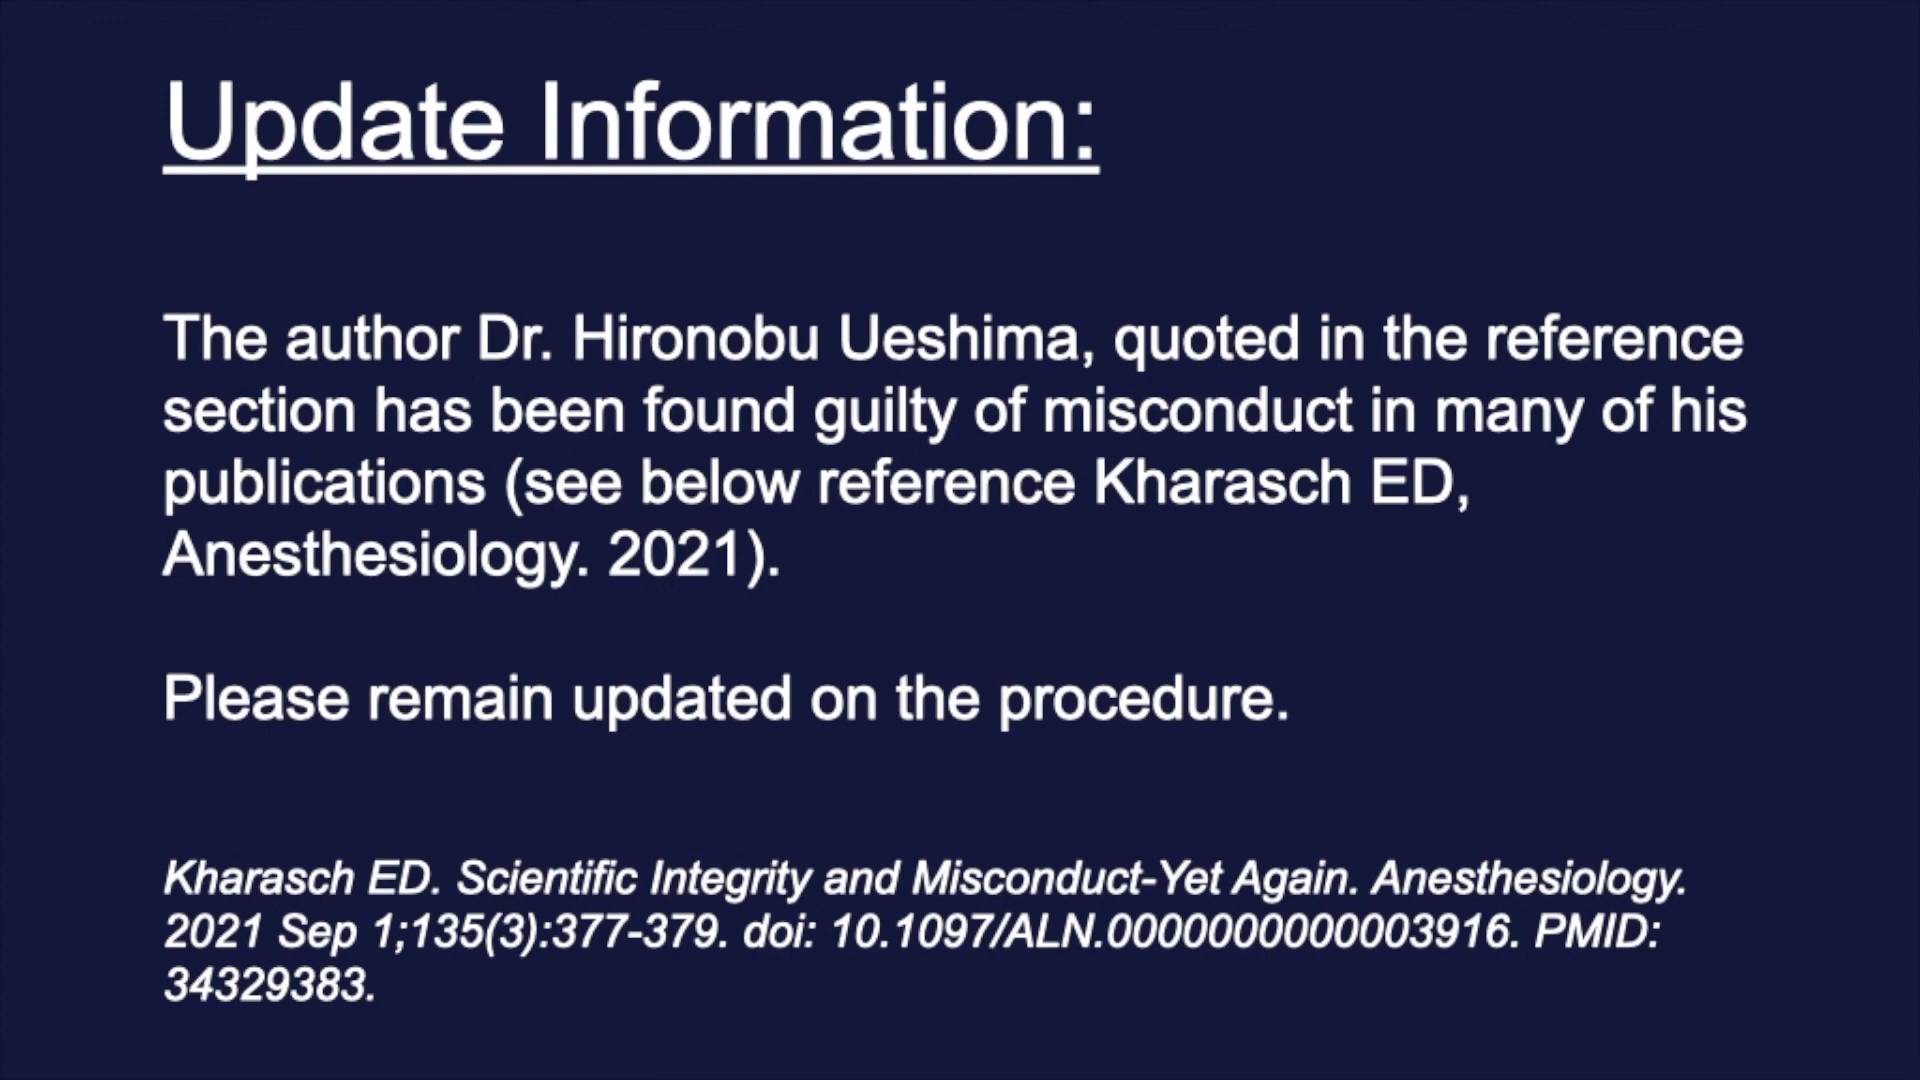 Update Information:
The author Dr. Hironobu Ueshima, quoted in the reference
section has been found guilty of misconduct in many of his
publications (see below reference Kharasch ED,
Anesthesiology. 2021).
Please remain updated on the procedure.
Kharasch ED. Scientific Integrity and Misconduct-Yet Again. Anesthesiology.
2021 Sep 1;135(3):377-379. doi: 10.1097/ALN.0000000000003916. PMID:
34329383.